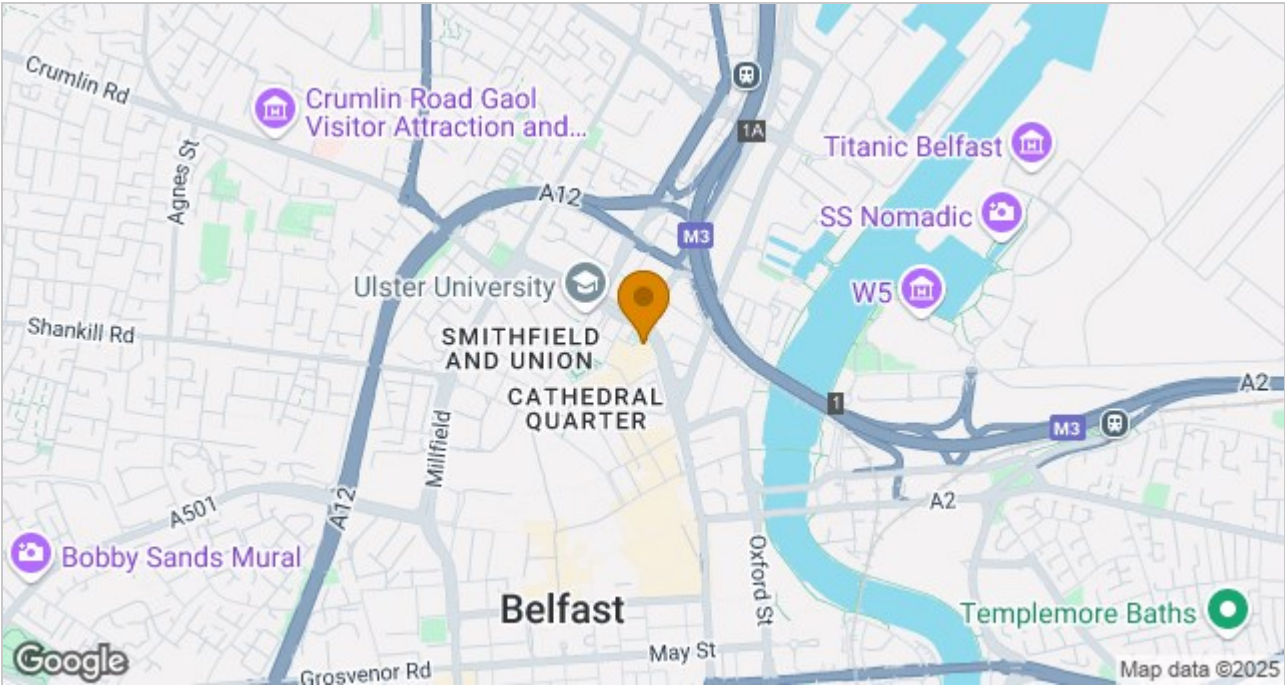 Crumlin Rd
Crumlin Road Gaol
Visitor Attraction and...
Agnes St
1A
Titanic Belfast
A12
SS Nomadic
M3
Ulster University
W5
Shankill Rd
SMITHFIELD
AND UNION
CATHEDRAL
QUARTER
A2
1
M3
Millfield
A501
A12
A2
Bobby Sands Mural
Oxford St
Belfast
Templemore Baths
May St
Google
Grosvenor Rd
Map data ©2025